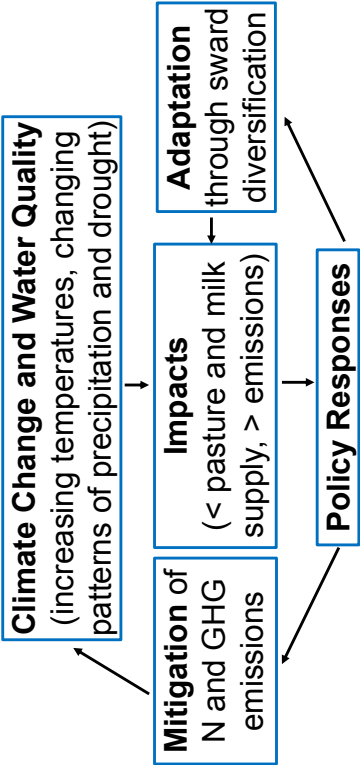 Climate Change and Water Quality
(increasing temperatures, changing
patterns of precipitation and drought)
Mitigation of
N and GHG
emissions
Impacts
(< pasture and milk
supply, > emissions)
Adaptation
through sward
diversification
Policy Responses